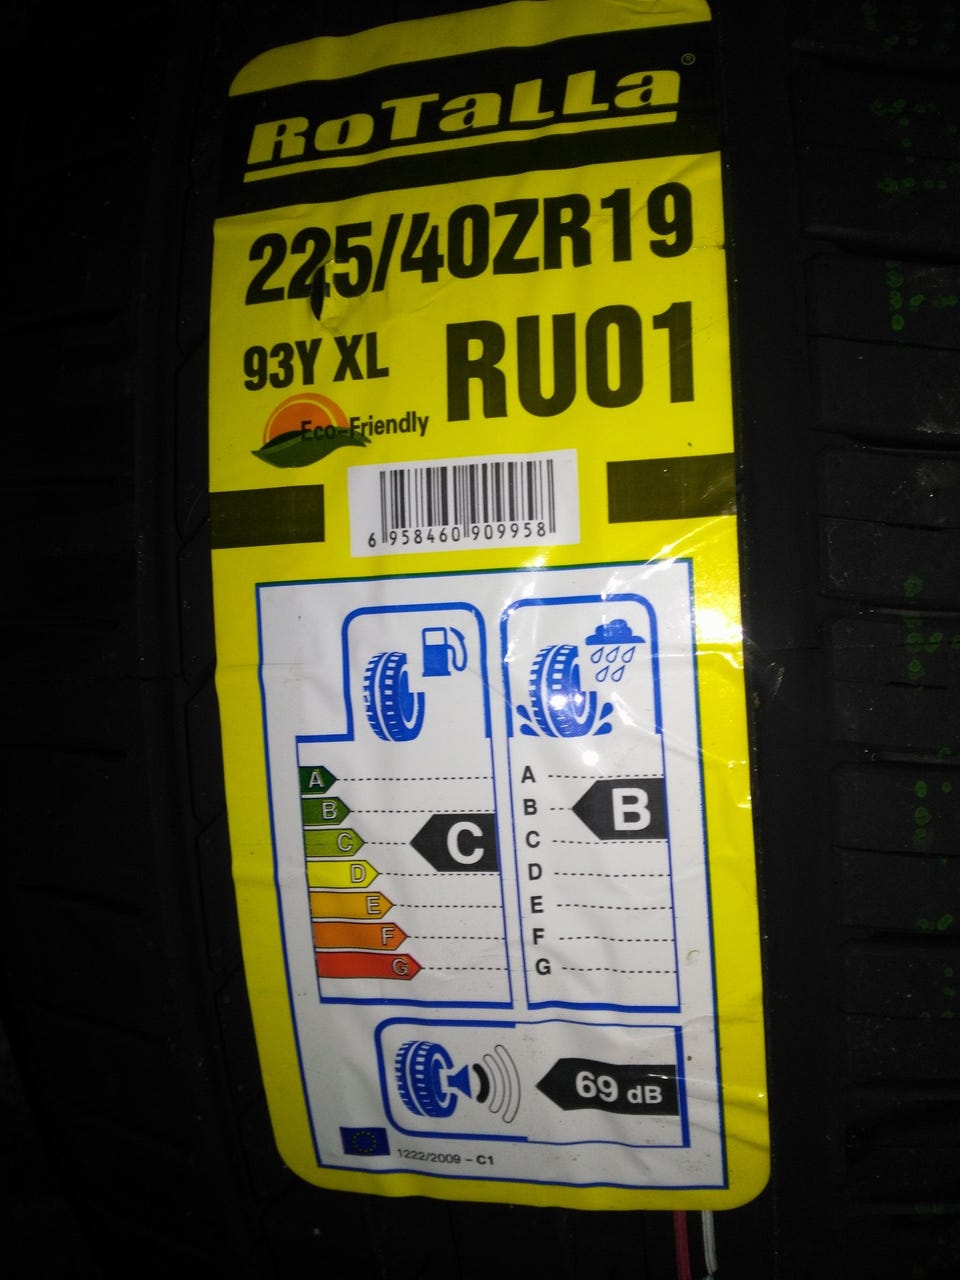 RoTaLLa®
225/40ZR19
93Y XL RU01
Eco-Friendly
6 958460 909958
A A
B B B
C C C
D D
E E
F F
G G
69 dB
1222/2009 - C1